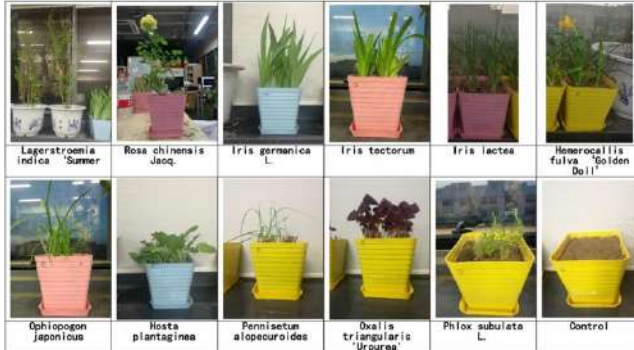 Lagerstroemia
indica 'Summer
Rosa chinensis
Jacq.
Iris germanica
L.
Iris tectorum
Iris lactea
Hemerocallis
fulva 'Golden
Doll'
Ophiopogon
japonicus
Hosta
plantaginea
Pennisetum
alopecuroides
Oxalis
triangularis
'Urpurea'
Phlox subulata
L.
Control